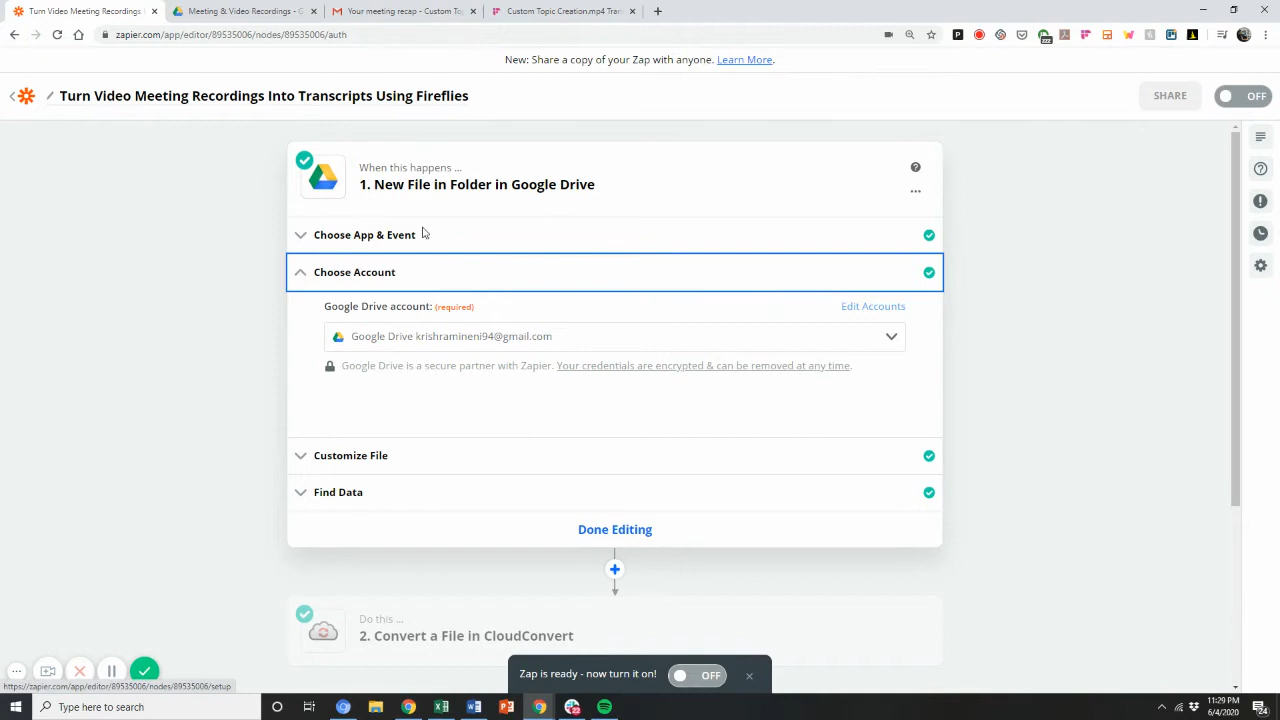 Turn Video Meeting Recordings
Meeting & Video Recordings - G
Your meeting recap - Custom To
Custom Topic Creation.mp4 Tran
zapier.com/app/editor/89535006/nodes/89535006/auth
New: Share a copy of your Zap with anyone. Learn More.
Turn Video Meeting Recordings Into Transcripts Using Fireflies
SHARE
OFF
When this happens ...
1. New File in Folder in Google Drive
Choose App & Event
Choose Account
Google Drive account: (required)
Edit Accounts
Google Drive krishramineni94@gmail.com
Google Drive is a secure partner with Zapier. Your credentials are encrypted & can be removed at any time.
Customize File
Find Data
Done Editing
Do this ...
2. Convert a File in CloudConvert
Zap is ready - now turn it on!
OFF
https://zapier.com/app/editor/89535006/nodes/89535006/setup
Type here to search
11:29 PM
6/4/2020